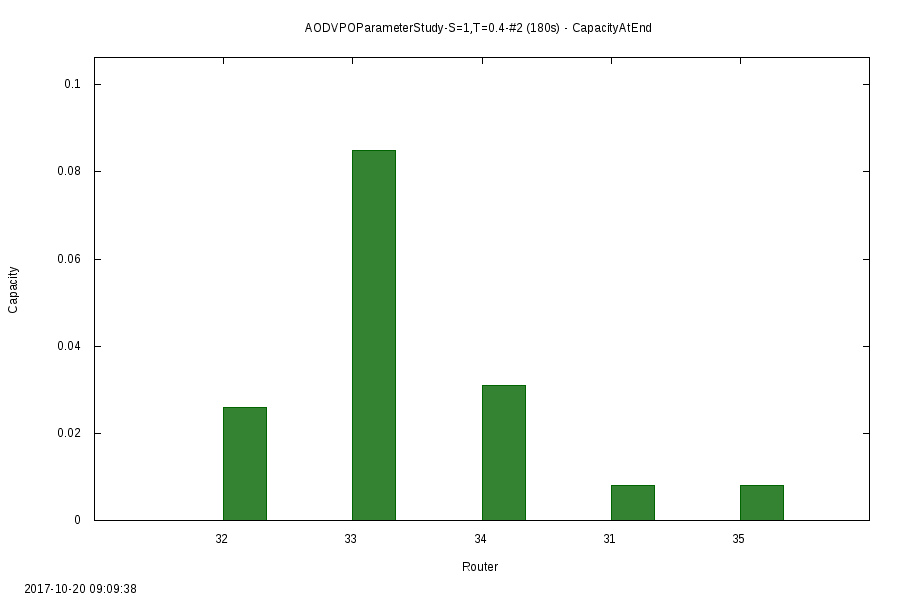 AODVPOParameterStudy-S=1,T=0.4-#2 (180s) - CapacityAtEnd
0.1
0.08
0.06
0.04
0.02
0
Capacity
32 33 34 31 35
Router
2017-10-20 09:09:38